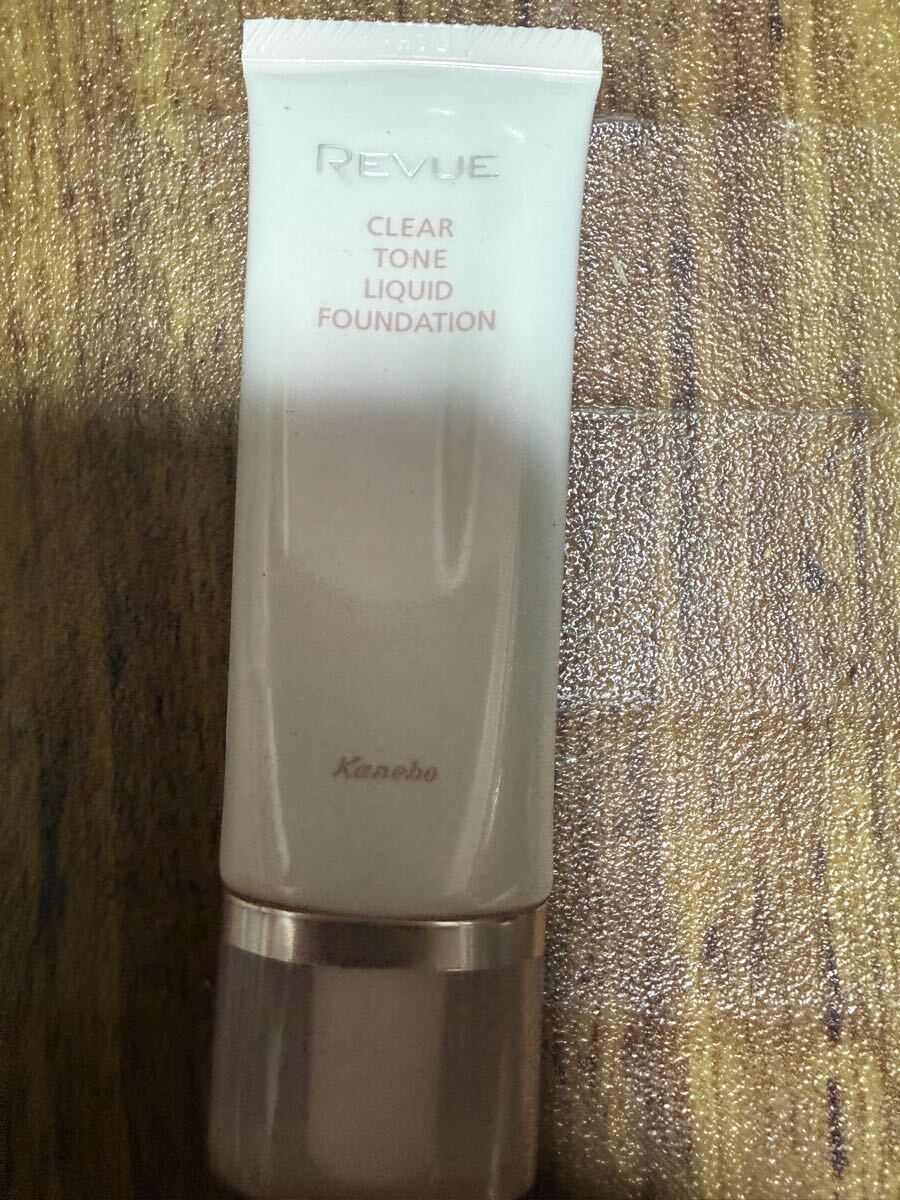 REVUE
CLEAR
TONE
LIQUID
FOUNDATION
Kanebo